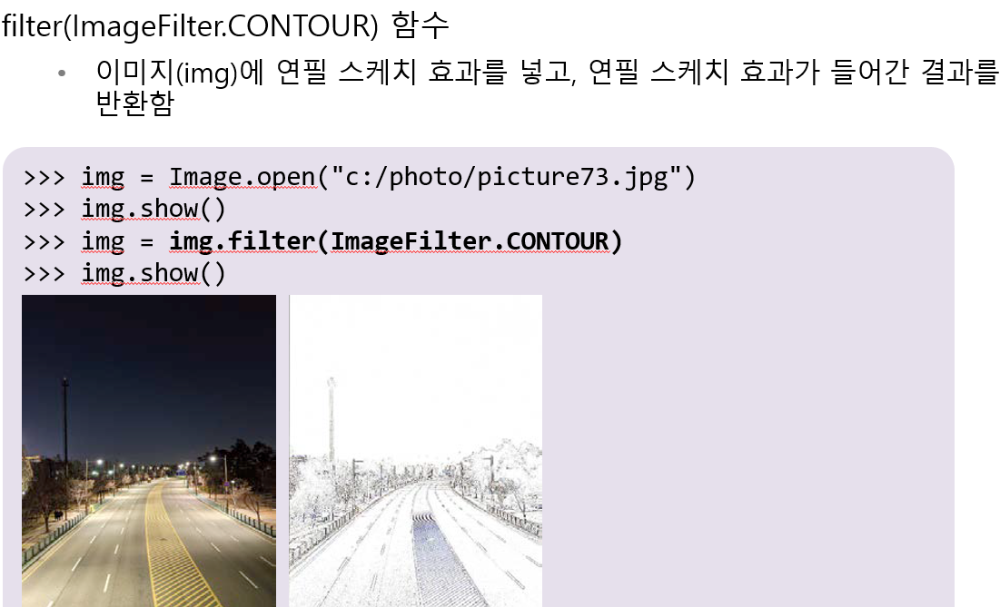 filter(ImageFilter.CONTOUR) 함수
• 이미지(img)에 연필 스케치 효과를 넣고, 연필 스케치 효과가 들어간 결과를
반환함
>>> img = Image.open("c:/photo/picture73.jpg")
>>> img.show()
>>> img = img.filter(ImageFilter.CONTOUR)
>>> img.show()